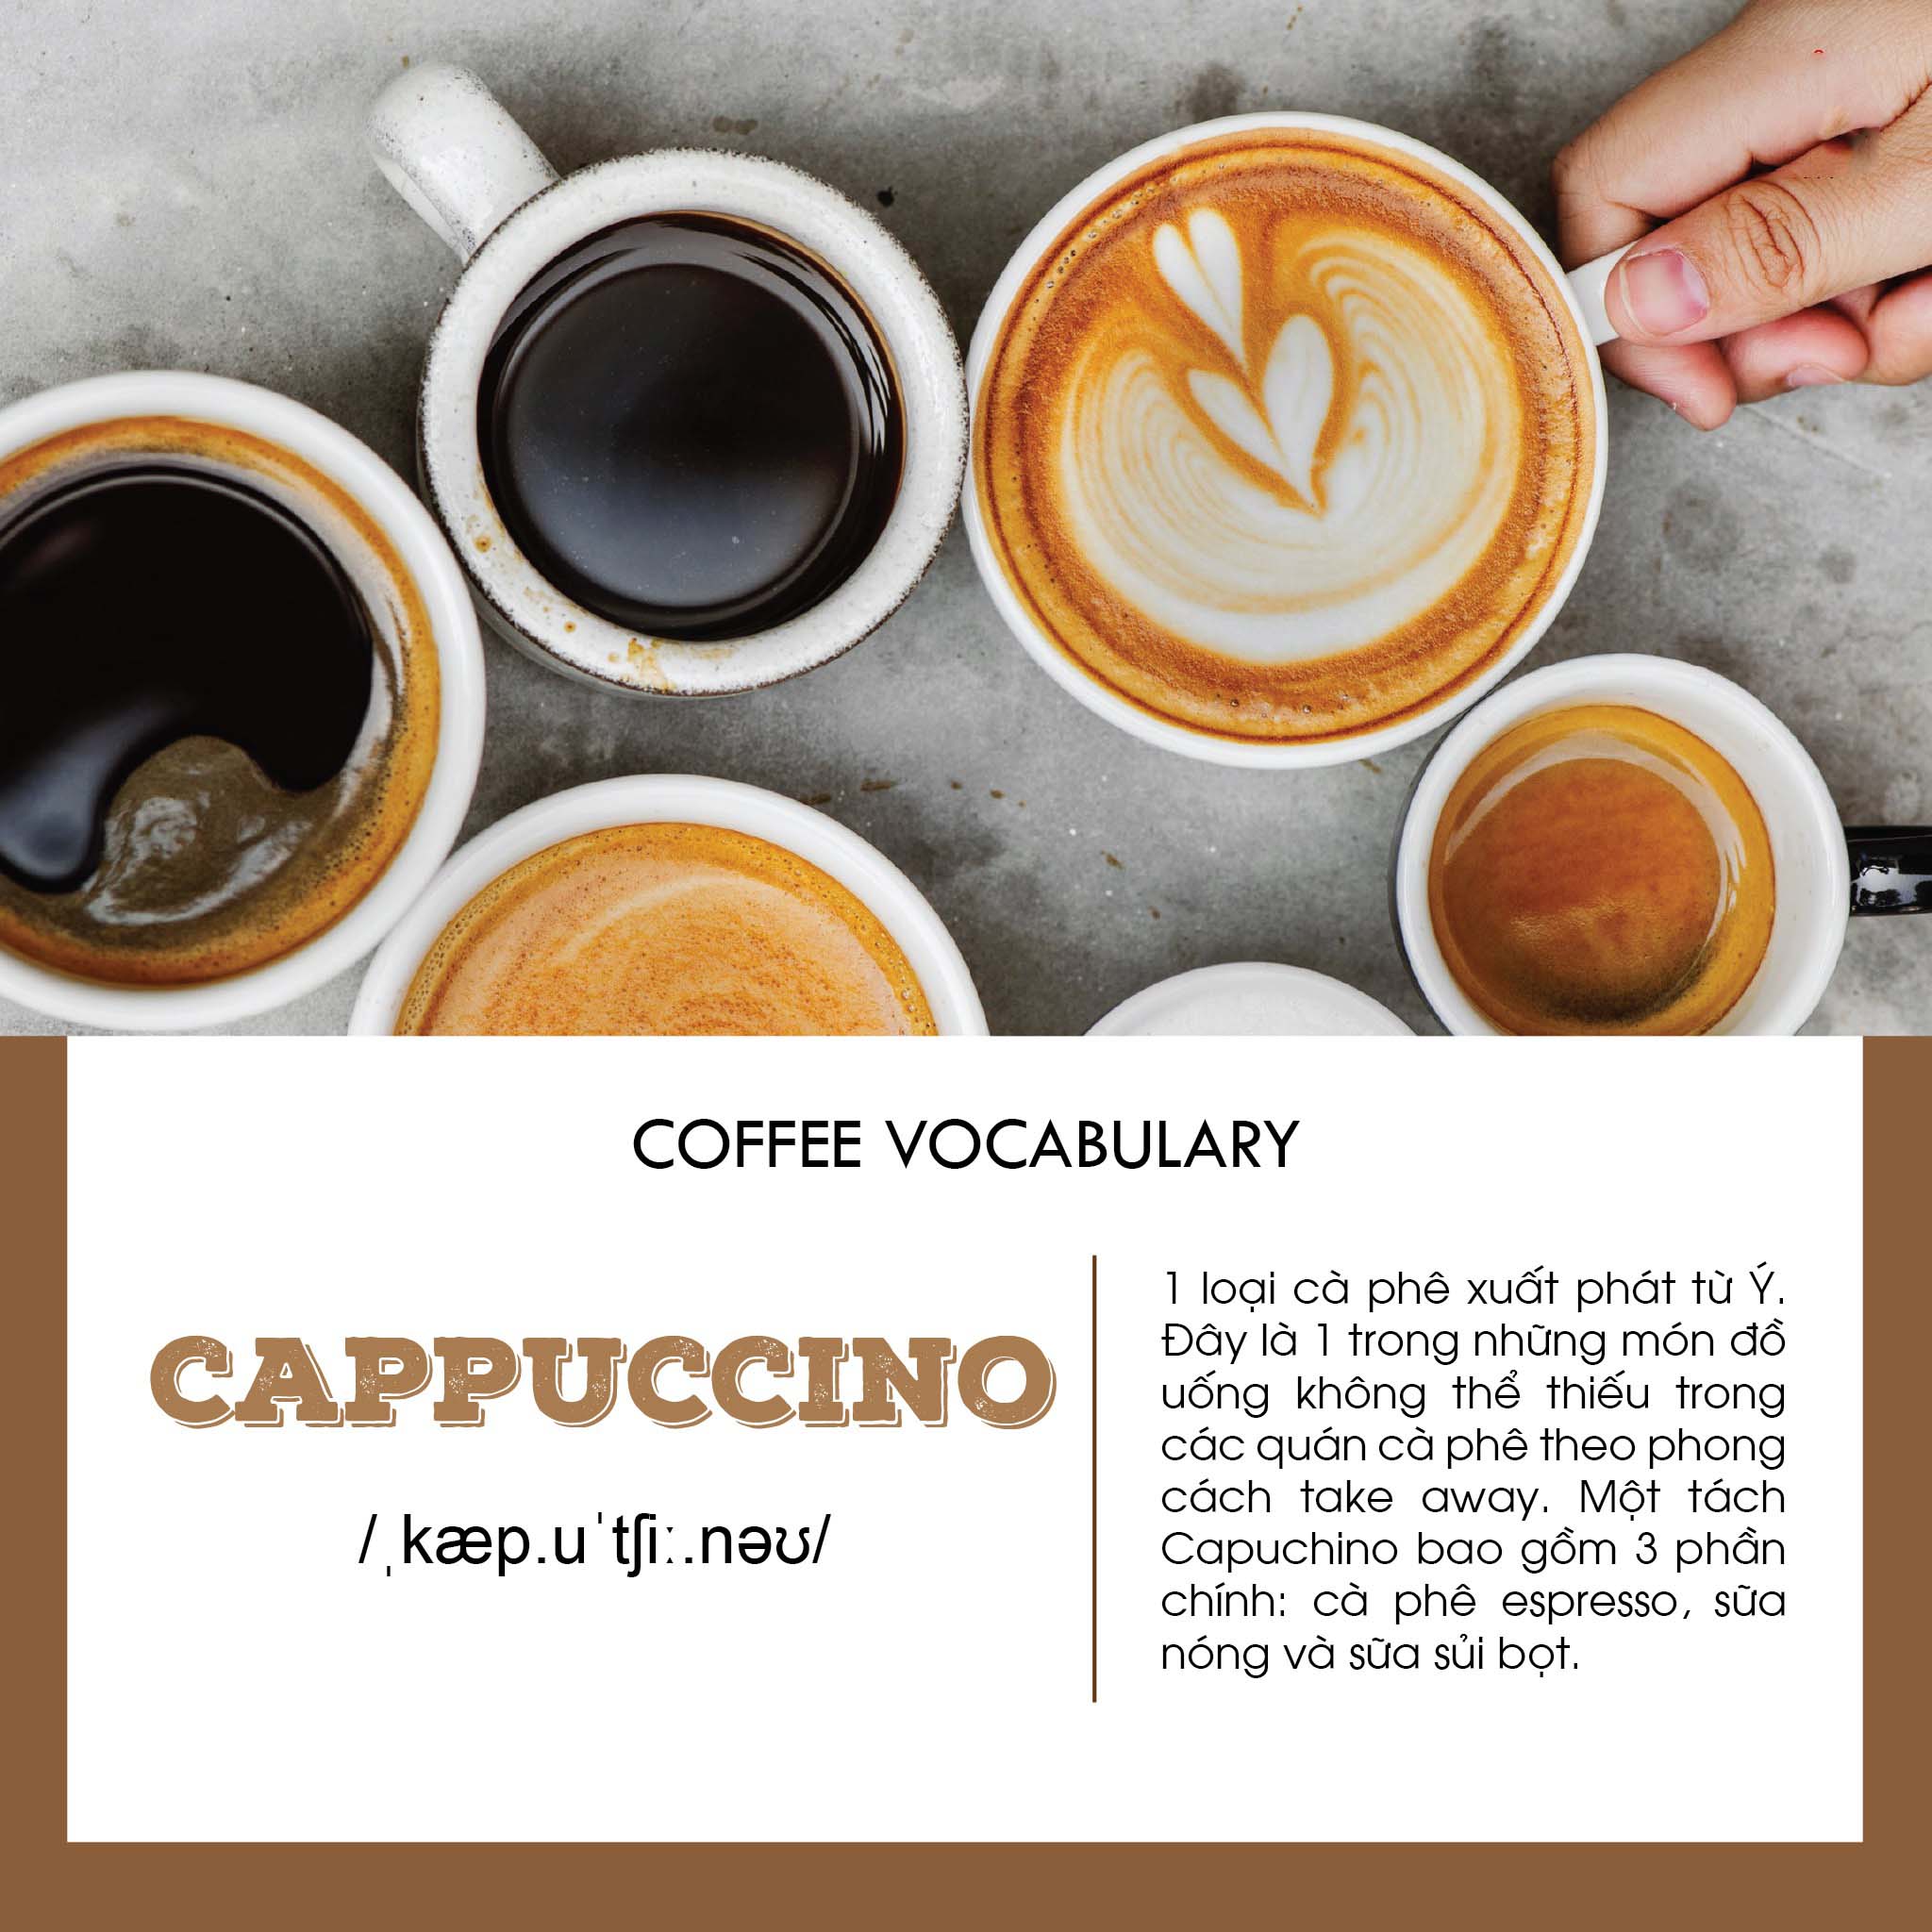 COFFEE VOCABULARY
CAPPUCCINO
/ˌkæp.uˈtʃiː.nəʊ/
1 loại cà phê xuất phát từ Ý.
Đây là 1 trong những món đồ
uống không thể thiếu trong
các quán cà phê theo phong
cách take away. Một tách
Capuchino bao gồm 3 phần
chính: cà phê espresso, sữa
nóng và sữa sủi bọt.